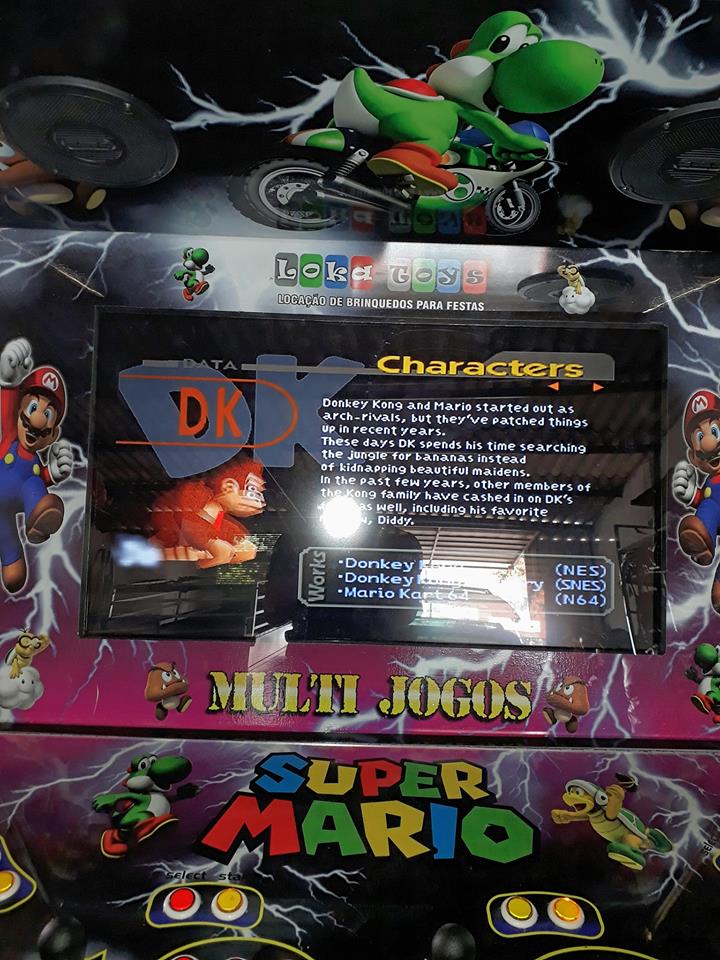 Loka Toys
LOCAÇÃO DE BRINQUEDOS PARA FESTAS
DATA
Characters
DK
DK
Donkey Kong and Mario started out as
arch-rivals, but they've patched things
up in recent years.
These days DK spends his time searching
the jungle for bananas instead
of kidnapping beautiful maidens.
In the past few years, other members of
the Kong family have cashed in on DK's
as well, including his favorite
Diddy.
Works
·Donkey Kong (NES)
·Donkey Kong ry (SNES)
·Mario Kart 64 (N64)
MULTI JOGOS
SUPER
MARIO
select start